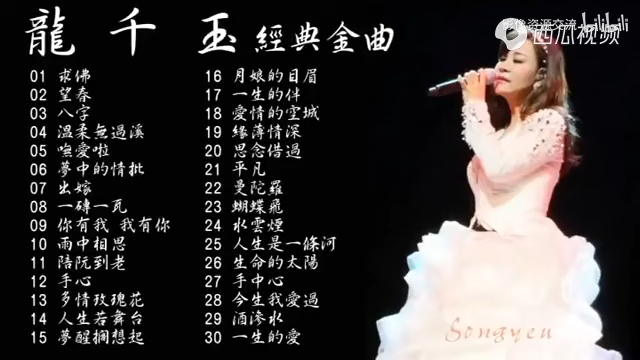 龍千玉 經典金曲
影像资源交流 bilibili
西瓜视频
01 求佛
02 望春
03 八字
04 溫柔無過溪
05 嘸愛啦
06 夢中的情批
07 出嫁
08 一磚一瓦
09 你有我 我有你
10 雨中相思
11 陪阮到老
12 手心
13 多情玫瑰花
14 人生若舞台
15 夢醒擱想起
16 月娘的目眉
17 一生的伴
18 愛情的空城
19 緣薄情深
20 思念借過
21 平凡
22 曼陀羅
23 蝴蝶飛
24 水雲煙
25 人生是一條河
26 生命的太陽
27 手中心
28 今生我愛過
29 酒滲水
30 一生的愛
Songyeu